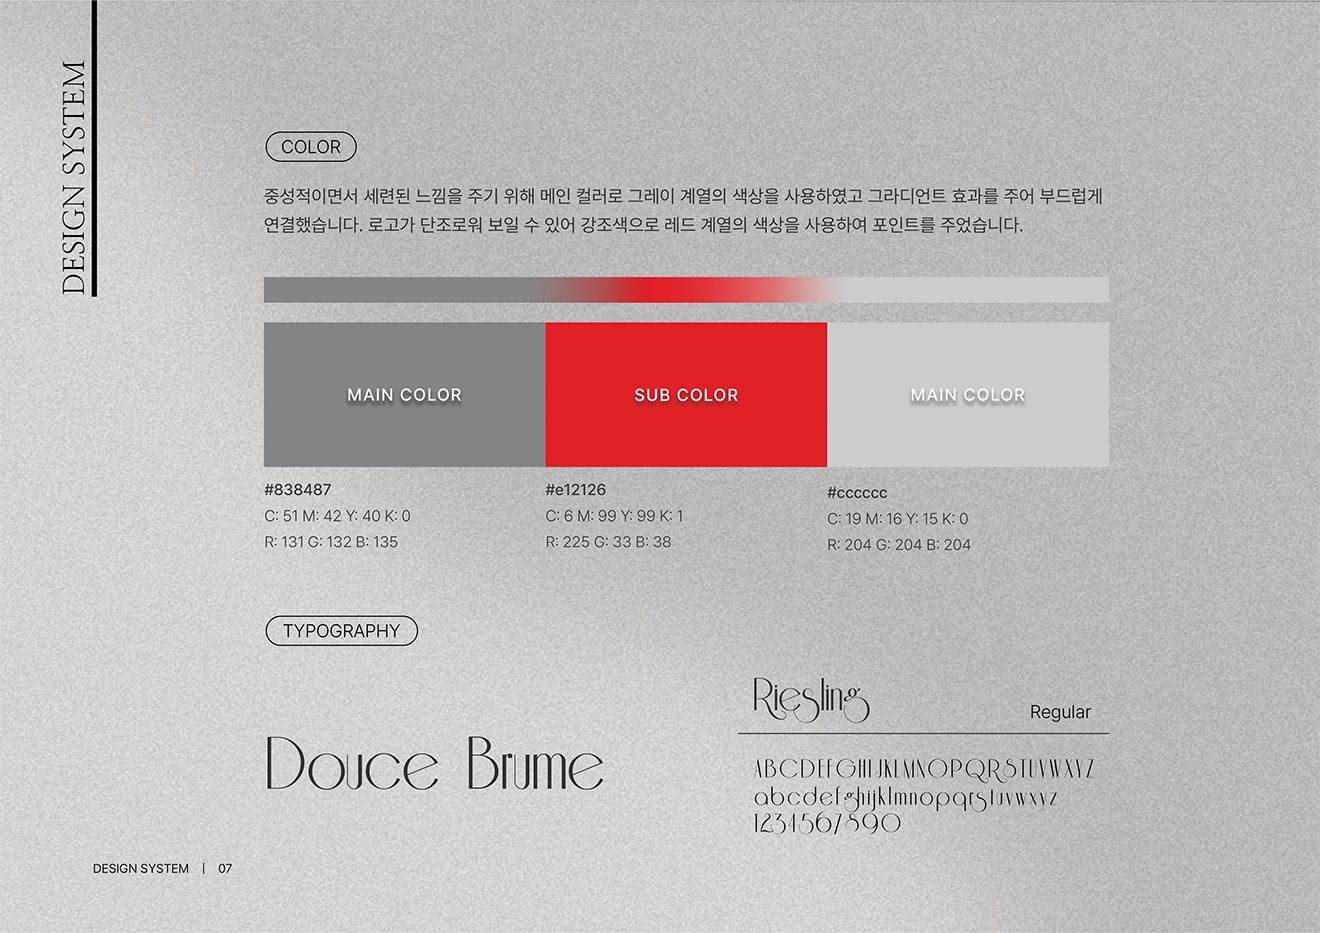 DESIGN SYSTEM
COLOR
중성적이면서 세련된 느낌을 주기 위해 메인 컬러로 그레이 계열의 색상을 사용하였고 그라디언트 효과를 주어 부드럽게
연결했습니다. 로고가 단조로워 보일 수 있어 강조색으로 레드 계열의 색상을 사용하여 포인트를 주었습니다.
MAIN COLOR
SUB COLOR
MAIN COLOR
#838487
C: 51 M: 42 Y: 40 K: 0
R: 131 G: 132 B: 135
#e12126
C: 6 M: 99 Y: 99 K: 1
R: 225 G: 33 B: 38
#cccccc
C: 19 M: 16 Y: 15 K: 0
R: 204 G: 204 B: 204
TYPOGRAPHY
Douce Brume
Riesling
Regular
ABCDEFGHIJKLMNOPQRSTUVWXYZ
abcdefghijklmnopqrstuvwxyz
1234567890
DESIGN SYSTEM | 07